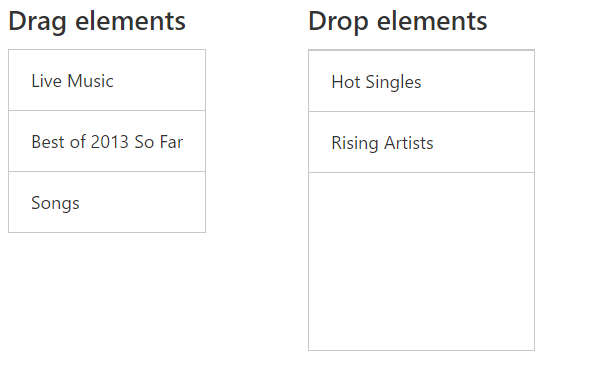 Drag elements
Live Music
Best of 2013 So Far
Songs
Drop elements
Hot Singles
Rising Artists